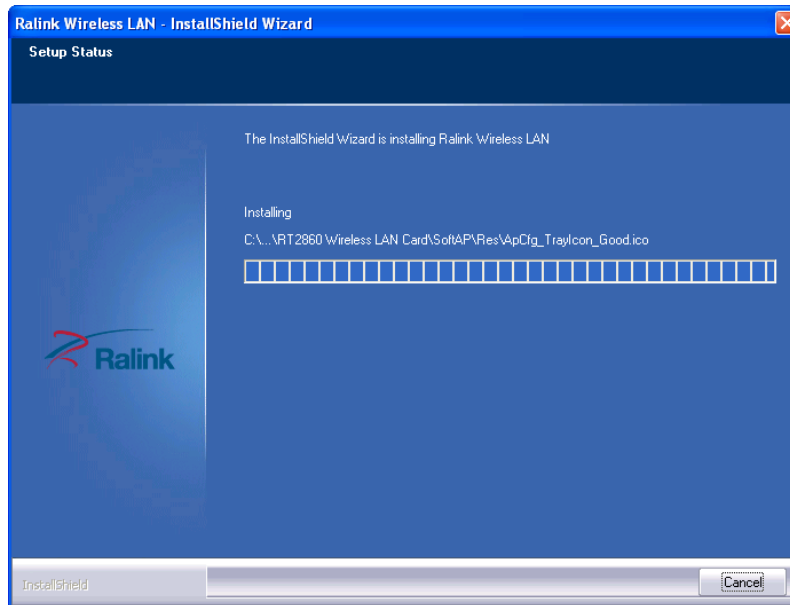 Ralink Wireless LAN - InstallShield Wizard
Setup Status
The InstallShield Wizard is installing Ralink Wireless LAN
Installing
C:\...\RT2860 Wireless LAN Card\SoftAP\Res\ApCfg_TrayIcon_Good.ico
Ralink
InstallShield
Cancel